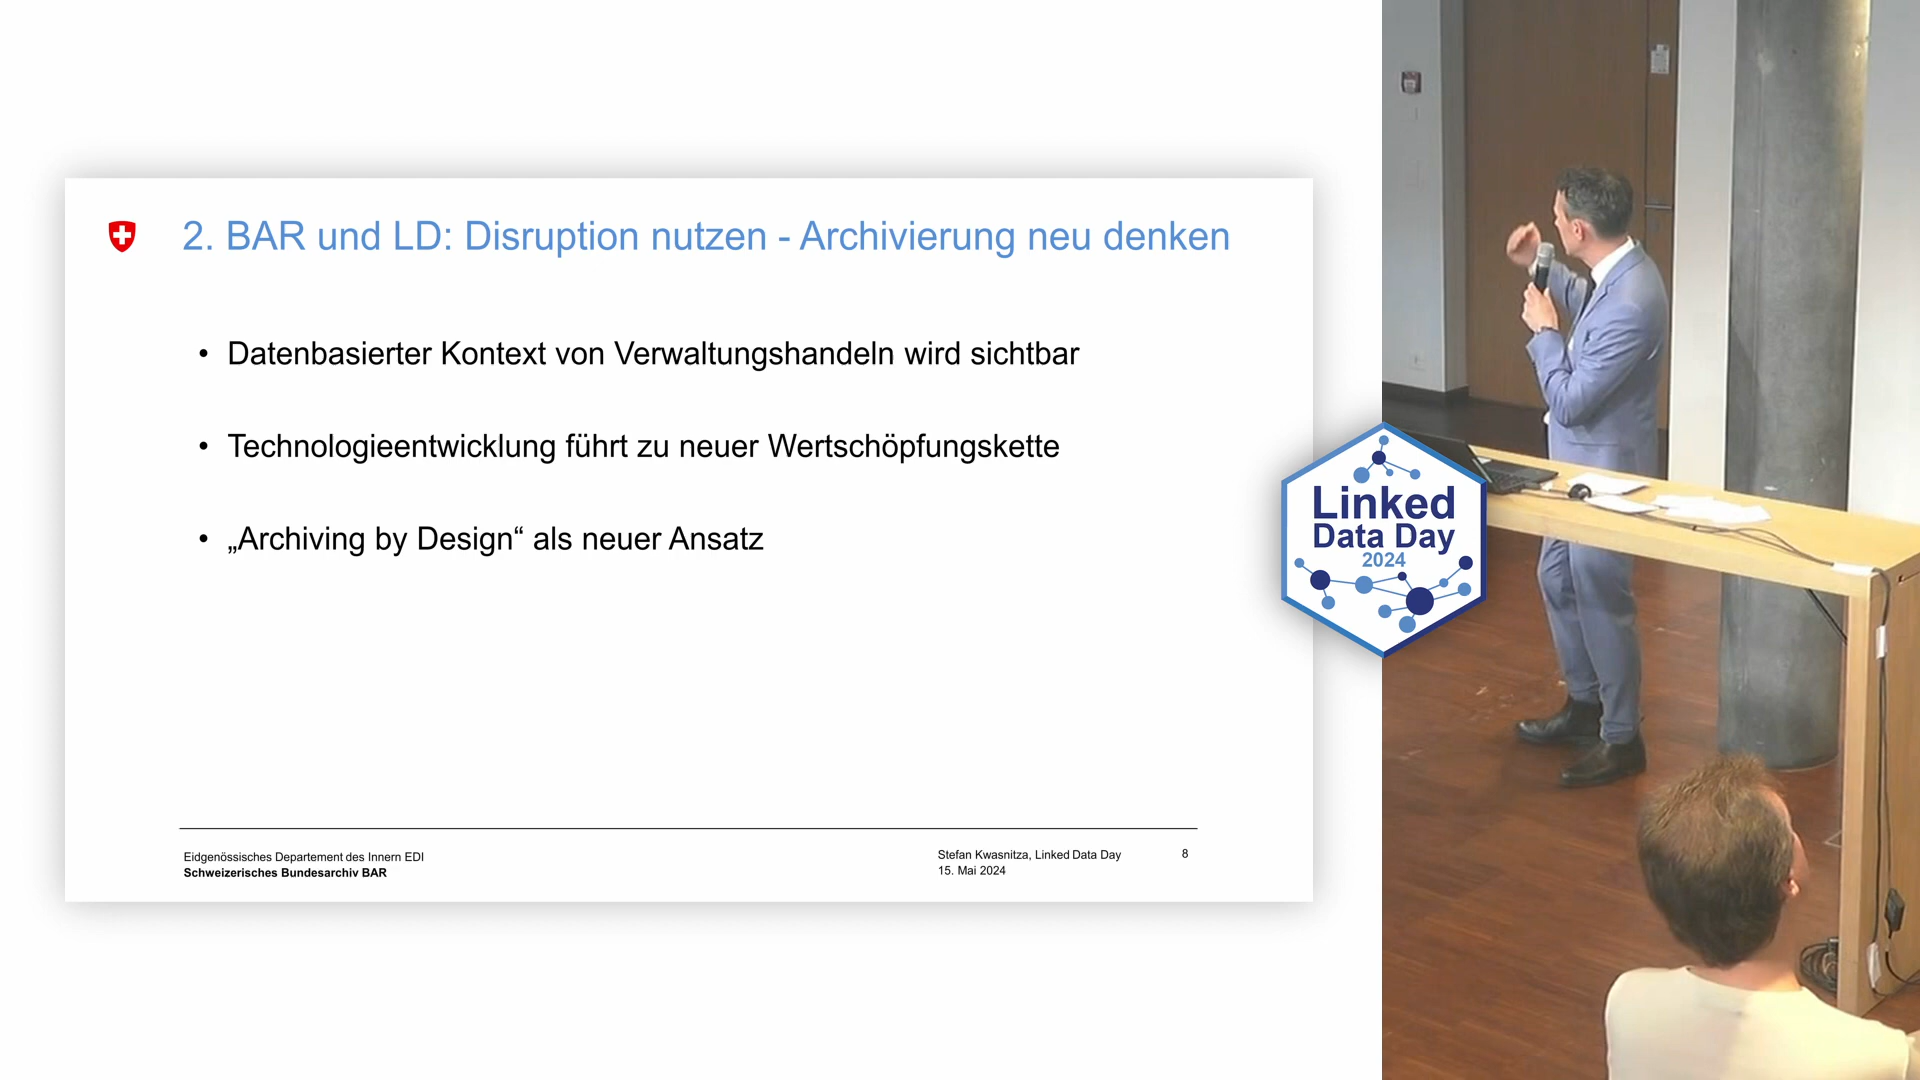 2. BAR und LD: Disruption nutzen - Archivierung neu denken
• Datenbasierter Kontext von Verwaltungshandeln wird sichtbar
• Technologieentwicklung führt zu neuer Wertschöpfungskette
• „Archiving by Design“ als neuer Ansatz
Eidgenössisches Departement des Innern EDI
Schweizerisches Bundesarchiv BAR
Stefan Kwasnitza, Linked Data Day
15. Mai 2024
8
Linked
Data Day
2024